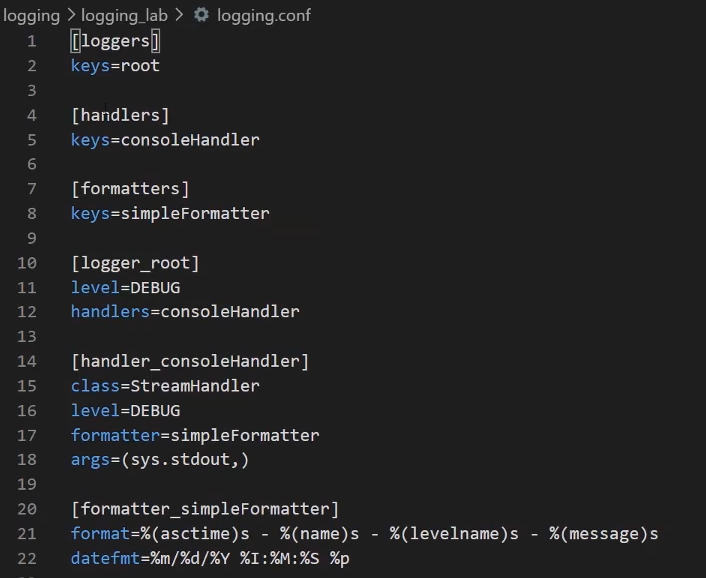 logging > logging_lab > logging.conf
1 [loggers]
2 keys=root
3
4 [handlers]
5 keys=consoleHandler
6
7 [formatters]
8 keys=simpleFormatter
9
10 [logger_root]
11 level=DEBUG
12 handlers=consoleHandler
13
14 [handler_consoleHandler]
15 class=StreamHandler
16 level=DEBUG
17 formatter=simpleFormatter
18 args=(sys.stdout,)
19
20 [formatter_simpleFormatter]
21 format=%(asctime)s - %(name)s - %(levelname)s - %(message)s
22 datefmt=%m/%d/%Y %I:%M:%S %p